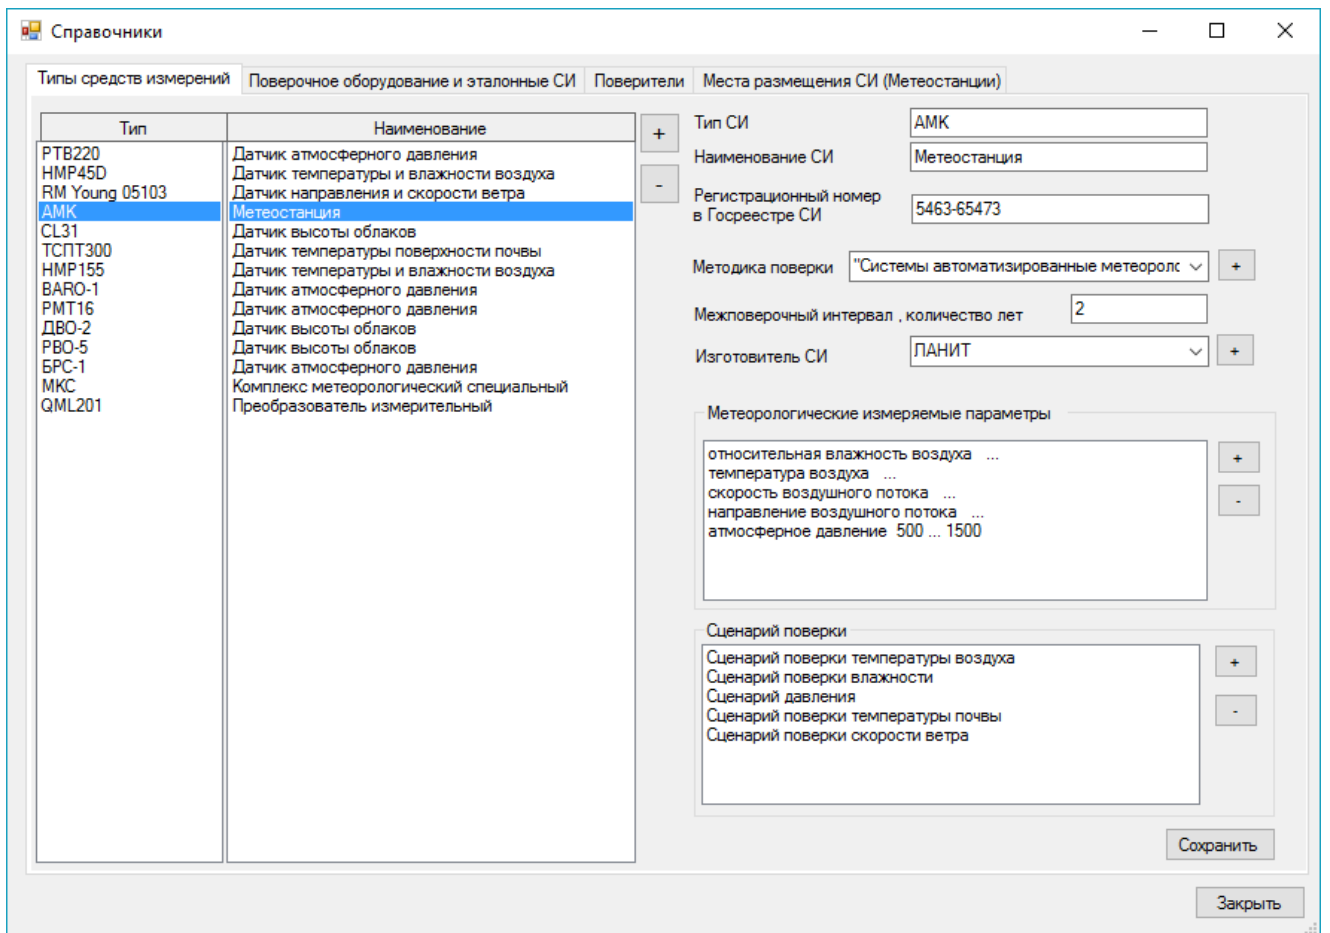 Справочники
Типы средств измерений Поверочное оборудование и эталонные СИ Поверители Места размещения СИ (Метеостанции)
Тип Наименование
PTB220 Датчик атмосферного давления
HMP45D Датчик температуры и влажности воздуха
RM Young 05103 Датчик направления и скорости ветра
АМК Метеостанция
CL31 Датчик высоты облаков
ТСПТ300 Датчик температуры поверхности почвы
HMP155 Датчик температуры и влажности воздуха
BARO-1 Датчик атмосферного давления
PMT16 Датчик атмосферного давления
ДВО-2 Датчик высоты облаков
РВО-5 Датчик высоты облаков
БРС-1 Датчик атмосферного давления
МКС Комплекс метеорологический специальный
QML201 Преобразователь измерительный
+
-
Тип СИ АМК
Наименование СИ Метеостанция
Регистрационный номер
в Госреестре СИ 5463-65473
Методика поверки "Системы автоматизированные метеороло +
Межповерочный интервал , количество лет 2
Изготовитель СИ ЛАНИТ +
Метеорологические измеряемые параметры
относительная влажность воздуха ...
температура воздуха ...
скорость воздушного потока ...
направление воздушного потока ...
атмосферное давление 500 ... 1500
+
-
Сценарий поверки
Сценарий поверки температуры воздуха
Сценарий поверки влажности
Сценарий давления
Сценарий поверки температуры почвы
Сценарий поверки скорости ветра
+
-
Сохранить
Закрыть